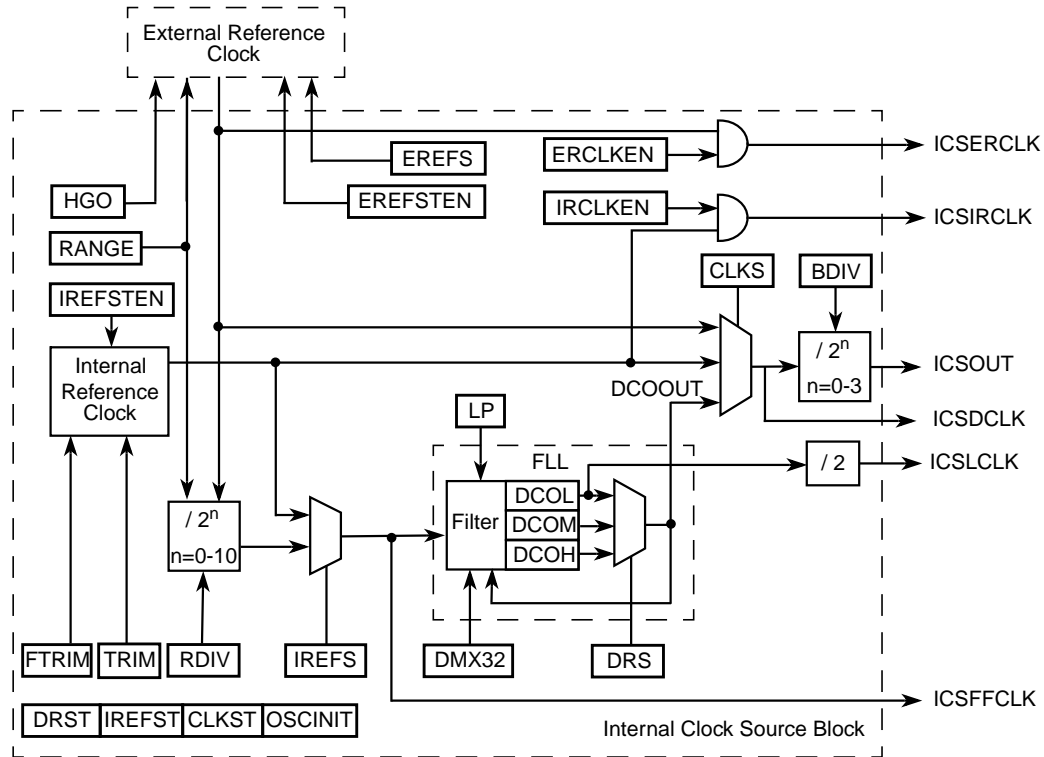 External Reference
Clock
EREFS
ERCLKEN
ICSERCLK
HGO
EREFSTEN
IRCLKEN
ICSIRCLK
RANGE
CLKS
BDIV
IREFSTEN
Internal
Reference
Clock
/ 2n
n=0-3
ICSOUT
DCOOUT
LP
ICSDCLK
FLL
/ 2
ICSLCLK
/ 2n
n=0-10
Filter
DCOL
DCOM
DCOH
FTRIM
TRIM
RDIV
IREFS
DMX32
DRS
ICSFFCLK
DRST IREFST CLKST OSCINIT
Internal Clock Source Block